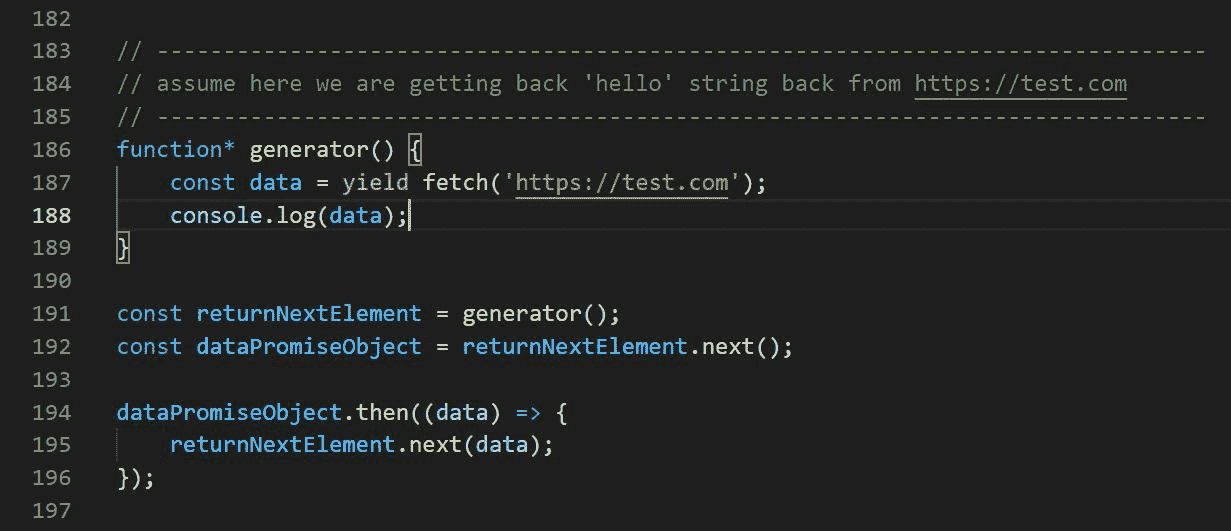 182
183 // -------------------------------------------------------------------------------
184 // assume here we are getting back 'hello' string back from https://test.com
185 // -------------------------------------------------------------------------------
186 function* generator() {
187     const data = yield fetch('https://test.com');
188     console.log(data);
189 }
190
191 const returnNextElement = generator();
192 const dataPromiseObject = returnNextElement.next();
193
194 dataPromiseObject.then((data) => {
195     returnNextElement.next(data);
196 });
197